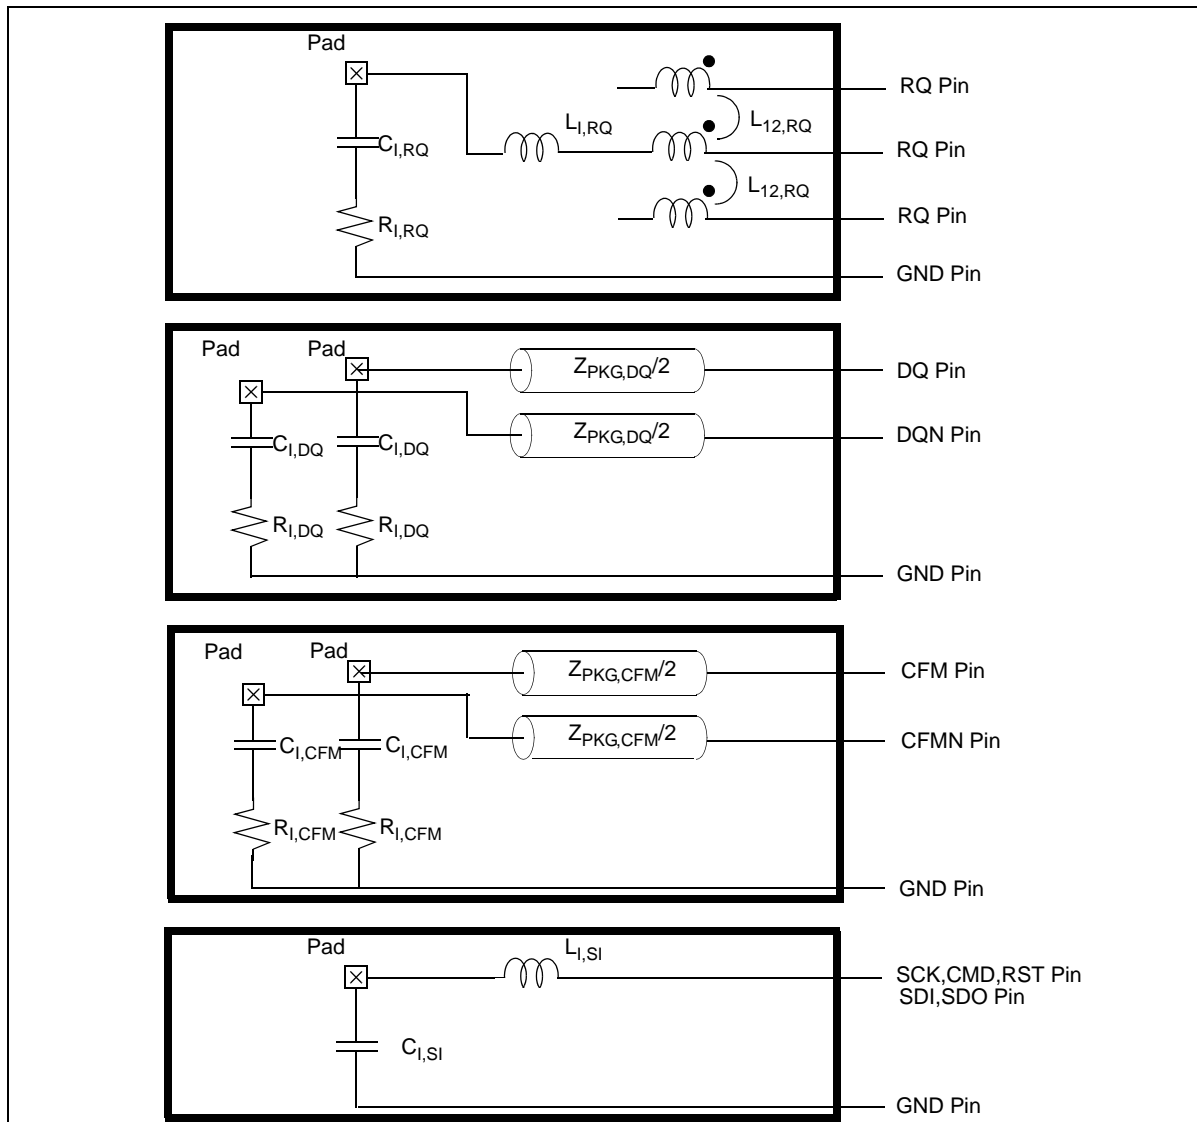 Pad
RQ Pin
L12,RQ
LI,RQ
CI,RQ
RQ Pin
L12,RQ
RI,RQ
RQ Pin
GND Pin
Pad
Pad
ZPKG,DQ/2
DQ Pin
ZPKG,DQ/2
DQN Pin
CI,DQ
CI,DQ
RI,DQ
RI,DQ
GND Pin
Pad
Pad
ZPKG,CFM/2
CFM Pin
ZPKG,CFM/2
CFMN Pin
CI,CFM
CI,CFM
RI,CFM
RI,CFM
GND Pin
Pad
LI,SI
SCK,CMD,RST Pin
SDI,SDO Pin
CI,SI
GND Pin